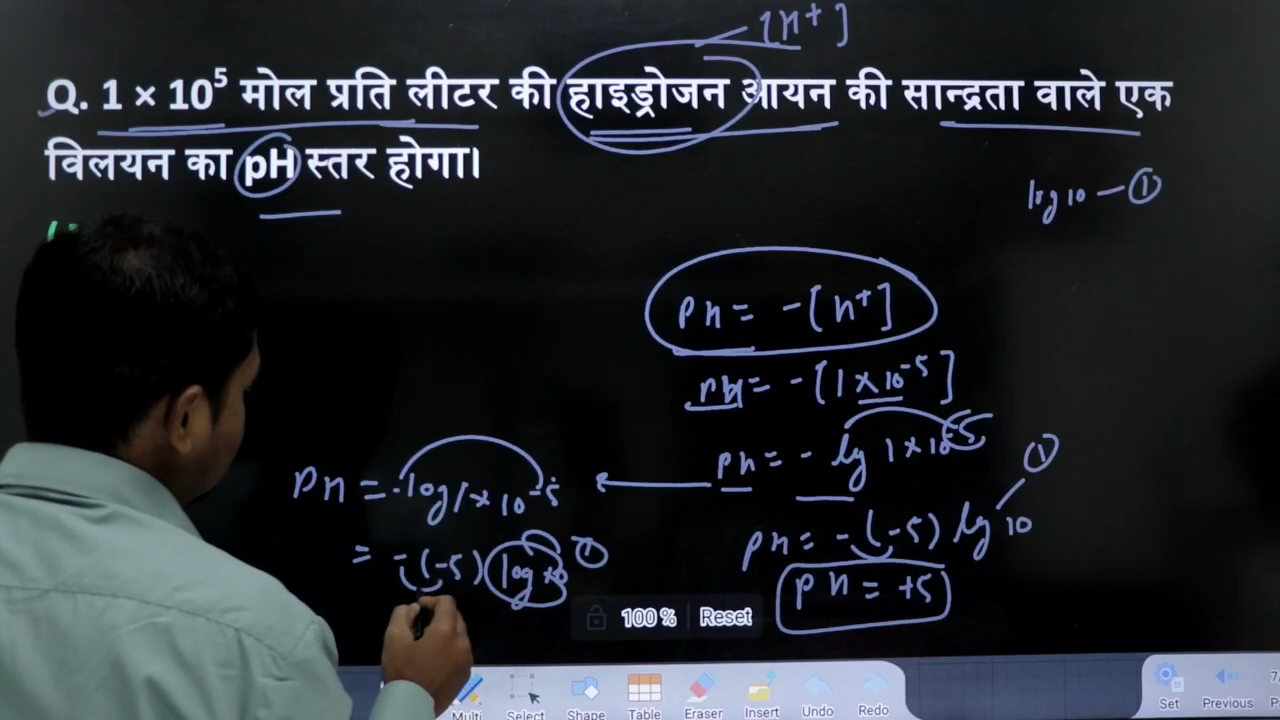 [H+]
Q. 1 × 10⁵ मोल प्रति लीटर की हाइड्रोजन आयन की सान्द्रता वाले एक
विलयन का pH स्तर होगा।
log 10 — 1
PH = -[H+]
PH = -[1 × 10⁻⁵]
PH = - log 1 × 10⁻⁵
PH = -(-5) log 10 1
PH = +5
PH = -log 1 × 10⁻⁵
= -(-5) log 10 1
100 % Reset
Multi Select Shape Table Eraser Insert Undo Redo
Set Previous